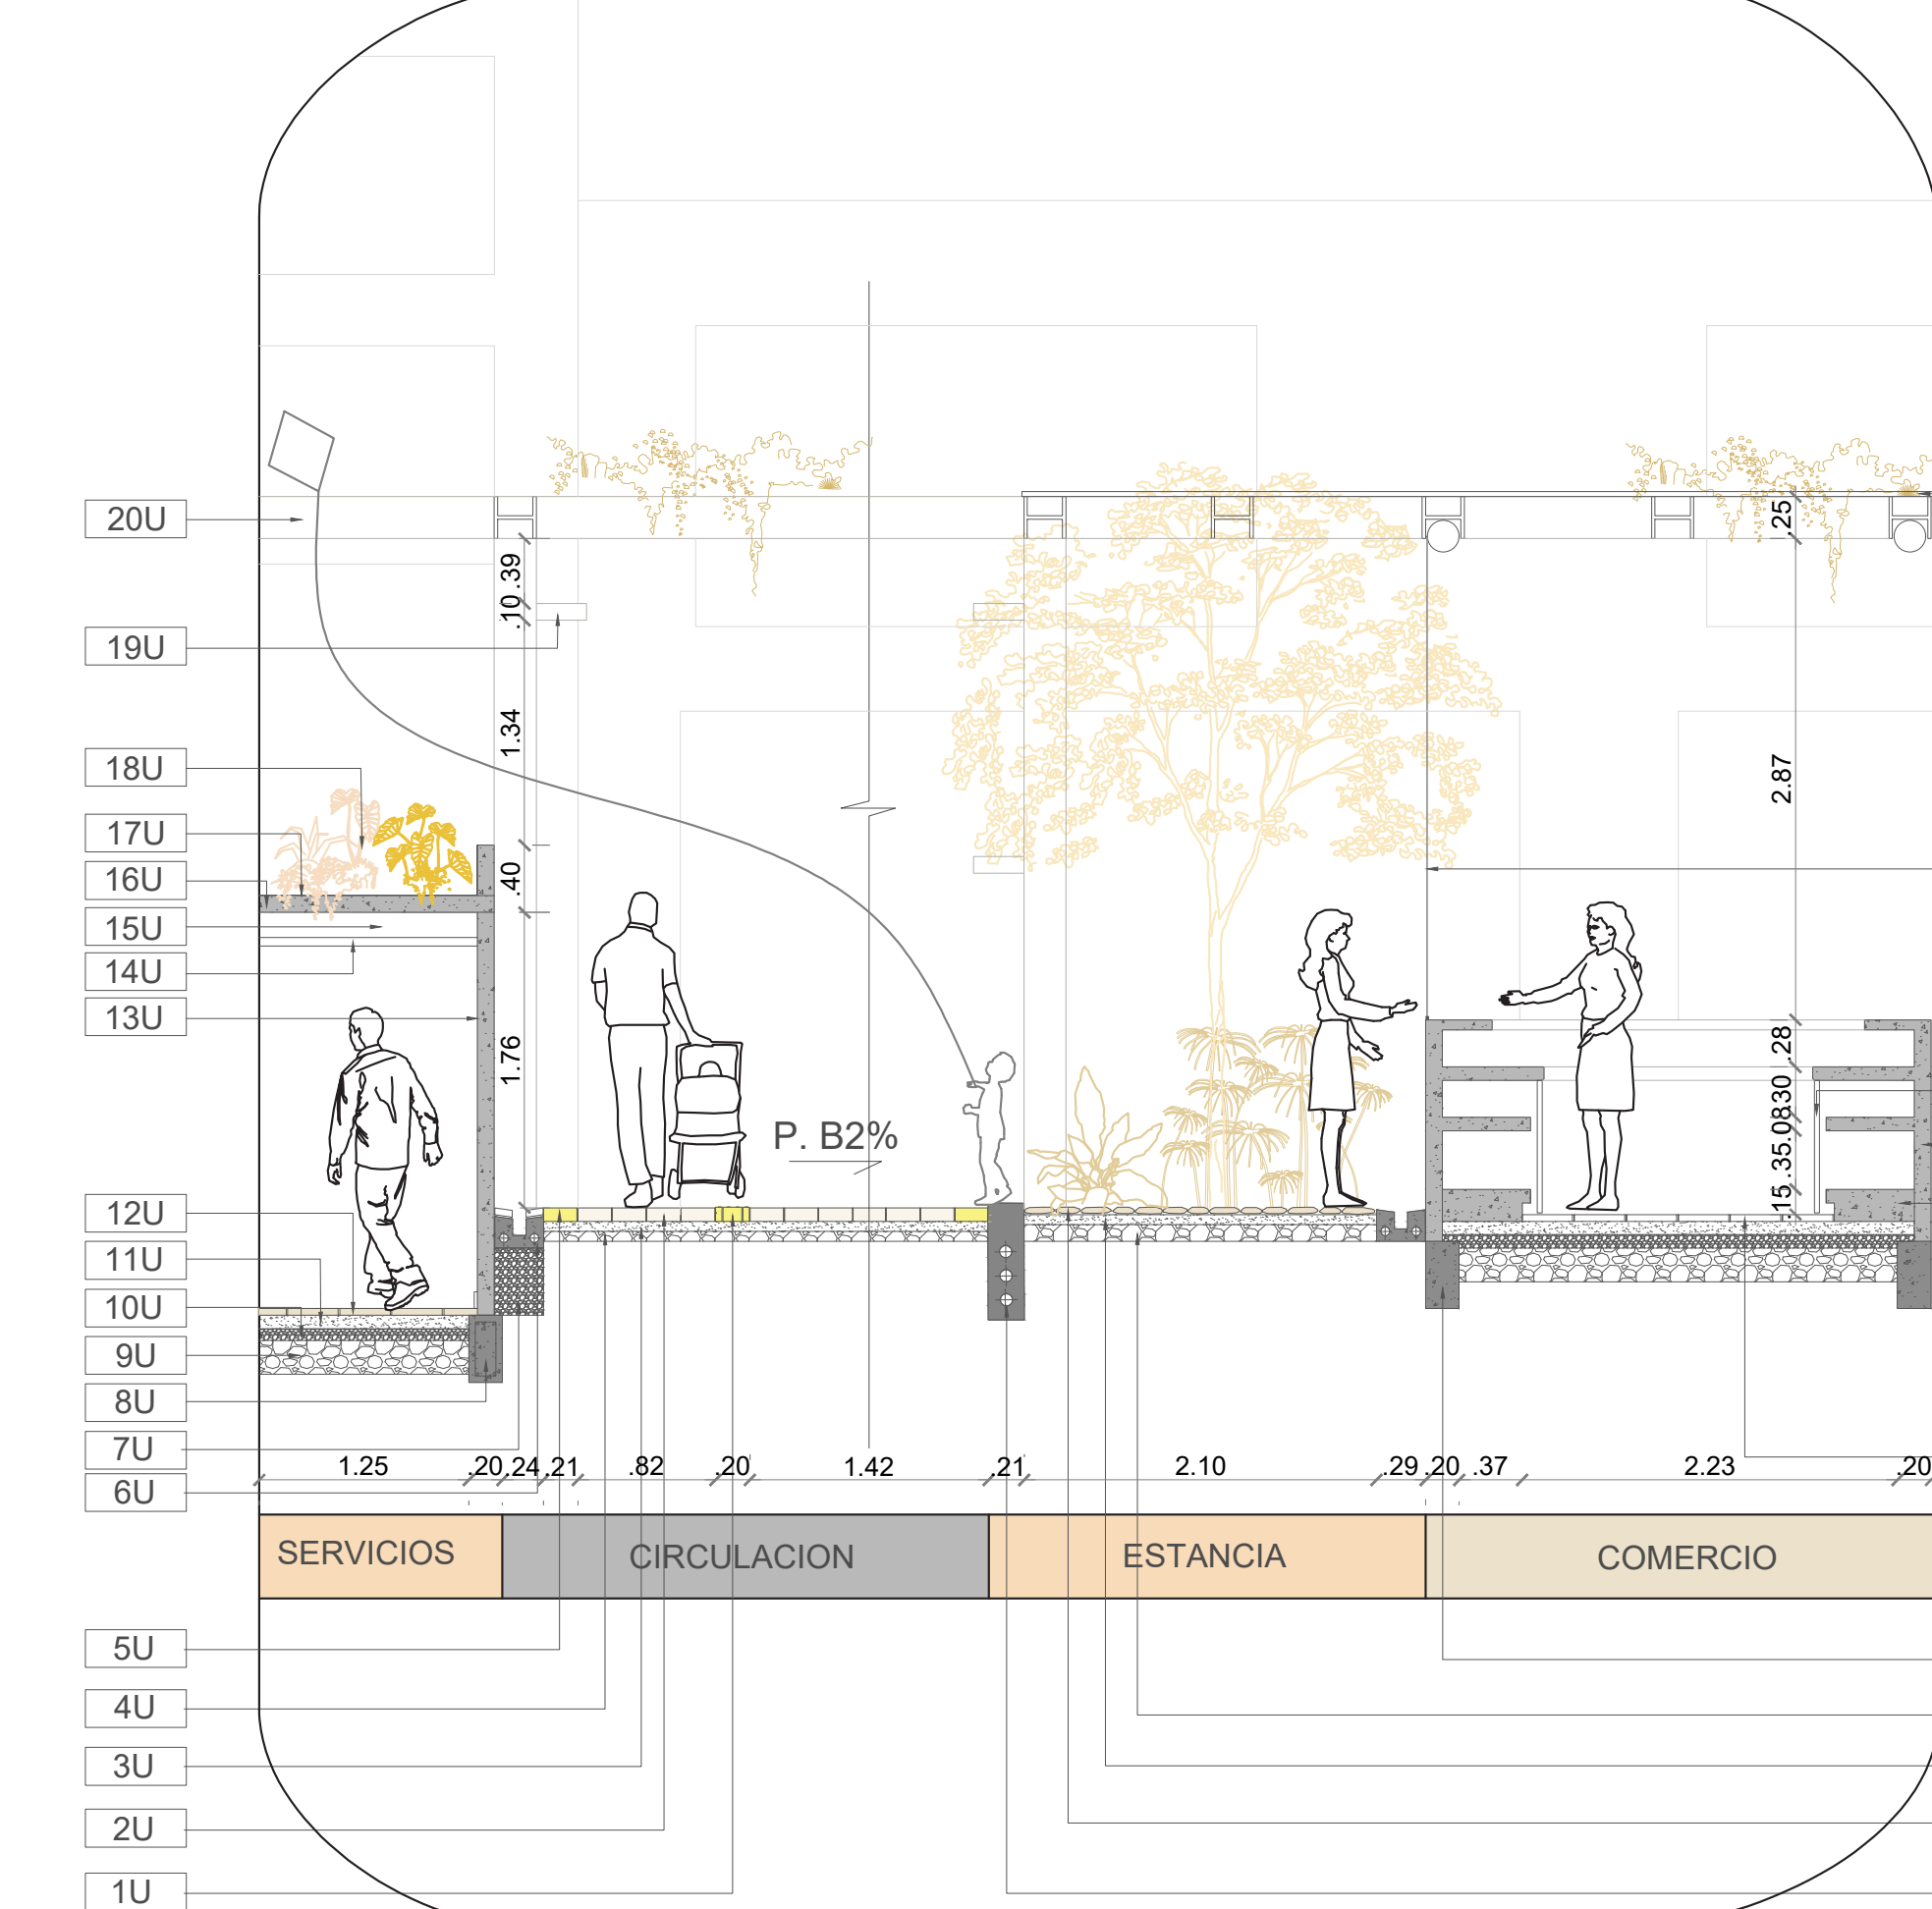 20U
.25
.39
.10
19U
1.34
18U
2.87
17U
.40
16U
15U
14U
13U
1.76
.28
.30
.08
P. B2%
.35
.15
12U
11U
10U
9U
8U
7U
1.25 .20 .24 .21 .82 .20 1.42 .21 2.10 .29 .20 .37 2.23 .20
6U
SERVICIOS CIRCULACION ESTANCIA COMERCIO
5U
4U
3U
2U
1U